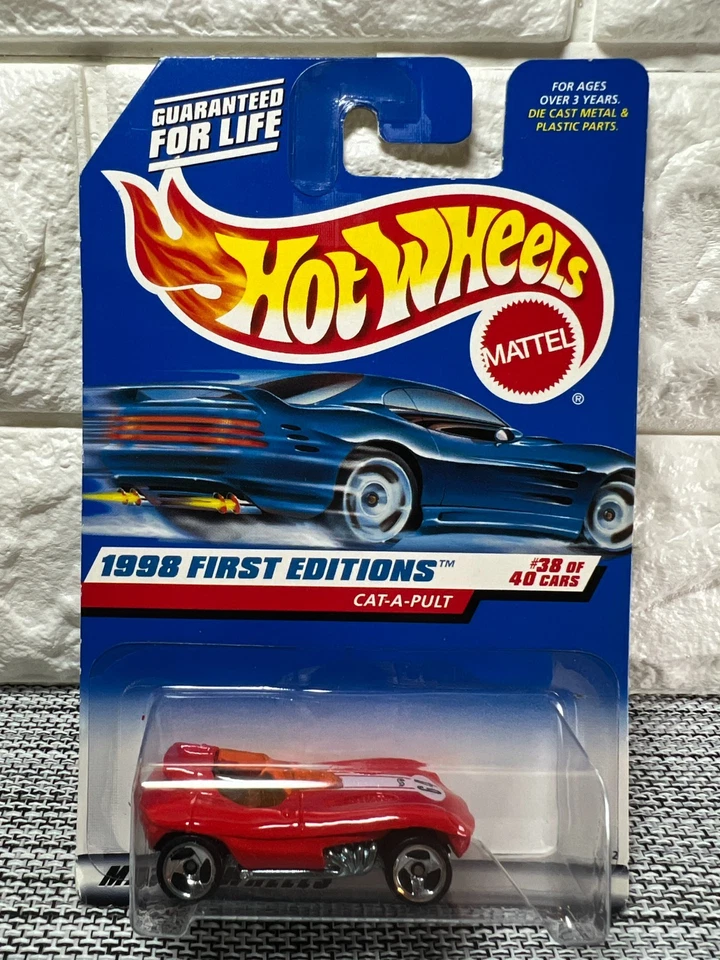 GUARANTEED
FOR LIFE
FOR AGES
OVER 3 YEARS.
DIE CAST METAL &
PLASTIC PARTS.
HOT WHEELS
MATTEL
®
1998 FIRST EDITIONS™
#38 OF
40 CARS
CAT-A-PULT